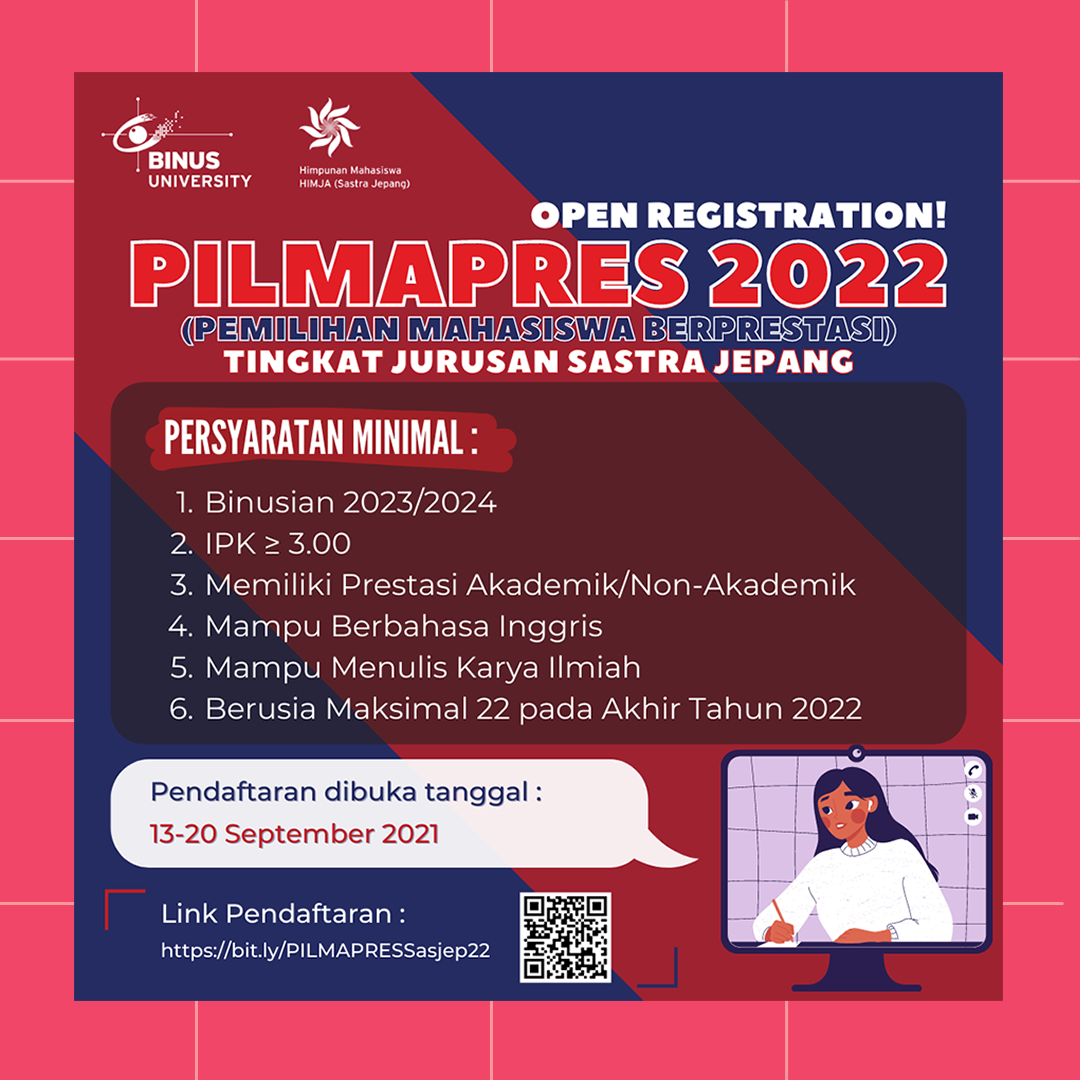 BINUS
UNIVERSITY
Himpunan Mahasiswa
HIMJA (Sastra Jepang)
OPEN REGISTRATION!
PILMAPRES 2022
(PEMILIHAN MAHASISWA BERPRESTASI)
TINGKAT JURUSAN SASTRA JEPANG
PERSYARATAN MINIMAL :
1. Binusian 2023/2024
2. IPK ≥ 3.00
3. Memiliki Prestasi Akademik/Non-Akademik
4. Mampu Berbahasa Inggris
5. Mampu Menulis Karya Ilmiah
6. Berusia Maksimal 22 pada Akhir Tahun 2022
Pendaftaran dibuka tanggal :
13-20 September 2021
Link Pendaftaran :
https://bit.ly/PILMAPRESSasjep22